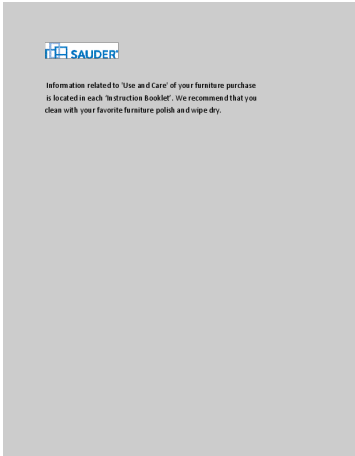 SAUDER®
Information related to 'Use and Care' of your furniture purchase
is located in each 'Instruction Booklet'. We recommend that you
clean with your favorite furniture polish and wipe dry.